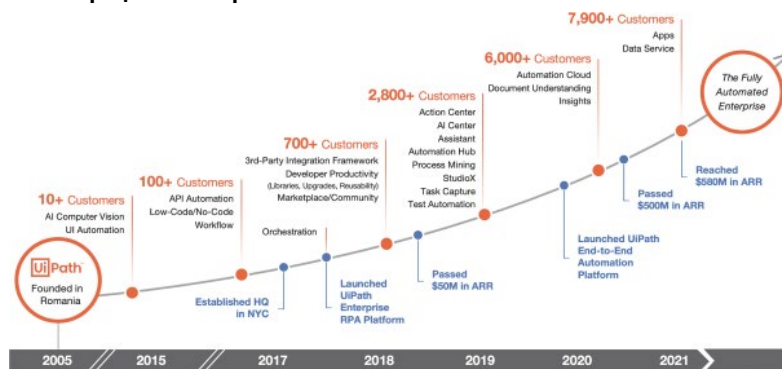 7,900+ Customers
Apps
Data Service
6,000+ Customers
Automation Cloud
Document Understanding
Insights
The Fully
Automated
Enterprise
2,800+ Customers
Action Center
AI Center
Assistant
Automation Hub
Process Mining
StudioX
Task Capture
Test Automation
700+ Customers
3rd-Party Integration Framework
Developer Productivity
(Libraries, Upgrades, Reusability)
Marketplace/Community
100+ Customers
API Automation
Low-Code/No-Code
Workflow
10+ Customers
AI Computer Vision
UI Automation
Orchestration
UiPath
Founded in
Romania
Established HQ
in NYC
Launched
UiPath
Enterprise
RPA Platform
Passed
$50M in ARR
Launched UiPath
End-to-End
Automation
Platform
Passed
$500M in ARR
Reached
$580M in ARR
2005
2015
2017
2018
2019
2020
2021